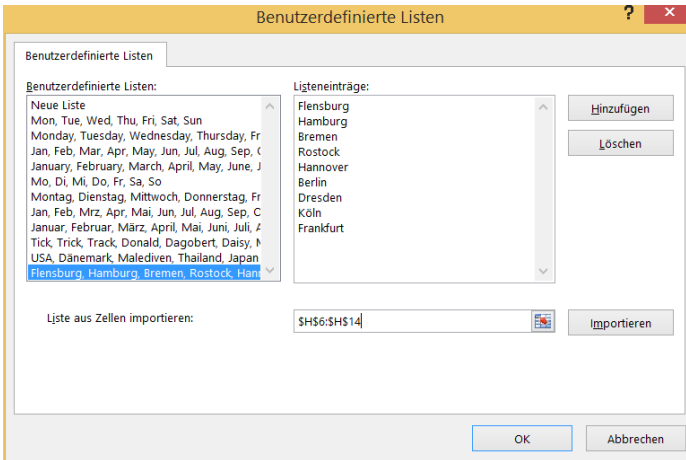 Benutzerdefinierte Listen
?
Benutzerdefinierte Listen
Benutzerdefinierte Listen:
Neue Liste
Mon, Tue, Wed, Thu, Fri, Sat, Sun
Monday, Tuesday, Wednesday, Thursday, Fr
Jan, Feb, Mar, Apr, May, Jun, Jul, Aug, Sep, (
January, February, March, April, May, June, J
Mo, Di, Mi, Do, Fr, Sa, So
Montag, Dienstag, Mittwoch, Donnerstag, Fr
Jan, Feb, Mrz, Apr, Mai, Jun, Jul, Aug, Sep, C
Januar, Februar, März, April, Mai, Juni, Juli, A
Tick, Trick, Track, Donald, Dagobert, Daisy, M
USA, Dänemark, Malediven, Thailand, Japan
Flensburg, Hamburg, Bremen, Rostock, Hann
Listeneinträge:
Flensburg
Hamburg
Bremen
Rostock
Hannover
Berlin
Dresden
Köln
Frankfurt
Hinzufügen
Löschen
Liste aus Zellen importieren:
$H$6:$H$14
Importieren
OK
Abbrechen